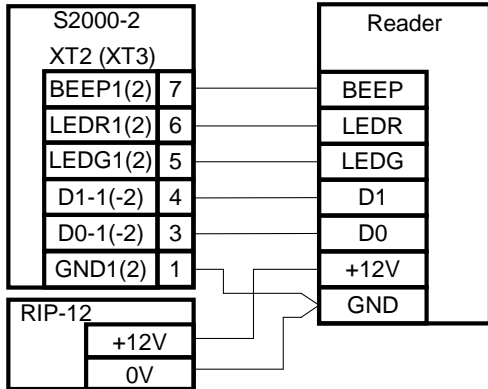 S2000-2
XT2 (XT3)
BEEP1(2) 7
LEDR1(2) 6
LEDG1(2) 5
D1-1(-2) 4
D0-1(-2) 3
GND1(2) 1
RIP-12
+12V
0V
Reader
BEEP
LEDR
LEDG
D1
D0
+12V
GND